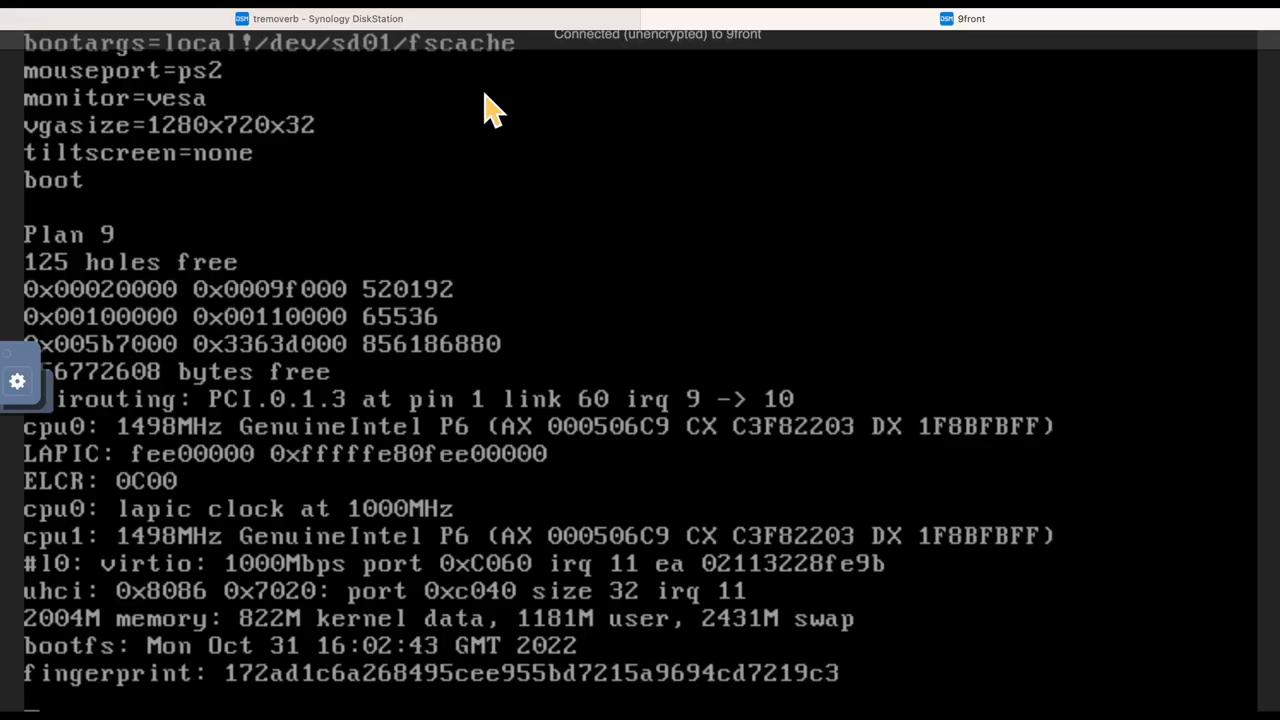 DSM tremoverb - Synology DiskStation
DSM 9front
Connected (unencrypted) to 9front
bootargs=local!/dev/sd01/fscache
mouseport=ps2
monitor=vesa
vgasize=1280x720x32
tiltscreen=none
boot
Plan 9
125 holes free
0x00020000 0x0009f000 520192
0x00100000 0x00110000 65536
0x005b7000 0x3363d000 856186880
56772608 bytes free
irouting: PCI.0.1.3 at pin 1 link 60 irq 9 -> 10
cpu0: 1498MHz GenuineIntel P6 (AX 000506C9 CX C3F82203 DX 1F8BFBFF)
LAPIC: fee00000 0xfffffe80fee00000
ELCR: 0C00
cpu0: lapic clock at 1000MHz
cpu1: 1498MHz GenuineIntel P6 (AX 000506C9 CX C3F82203 DX 1F8BFBFF)
#l0: virtio: 1000Mbps port 0xC060 irq 11 ea 02113228fe9b
uhci: 0x8086 0x7020: port 0xc040 size 32 irq 11
2004M memory: 822M kernel data, 1181M user, 2431M swap
bootfs: Mon Oct 31 16:02:43 GMT 2022
fingerprint: 172ad1c6a268495cee955bd7215a9694cd7219c3